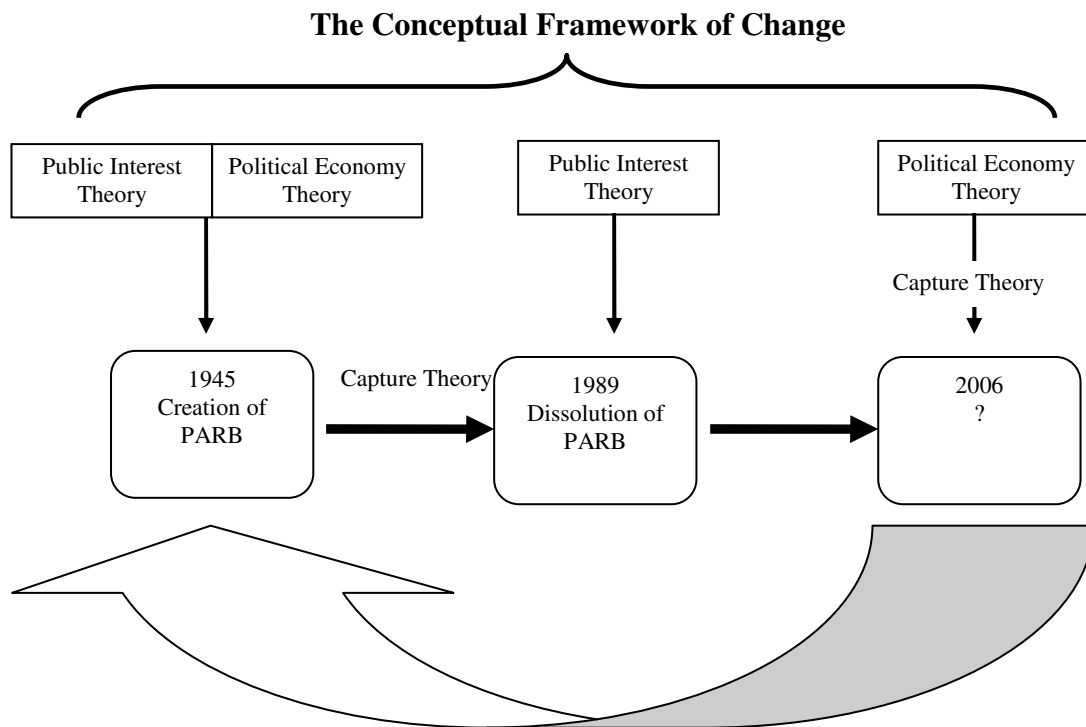 The Conceptual Framework of Change
Public Interest
Theory
Political Economy
Theory
Public Interest
Theory
Political Economy
Theory
Capture Theory
1945
Creation of
PARB
Capture Theory
1989
Dissolution of
PARB
2006
?